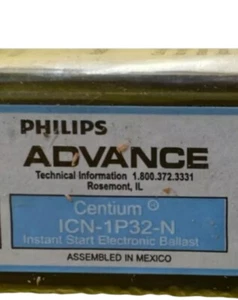 PHILIPS
ADVANCE
Technical Information 1.800.372.3331
Rosemont, IL
Centium
ICN-1P32-N
Instant Start Electronic Ballast
ASSEMBLED IN MEXICO